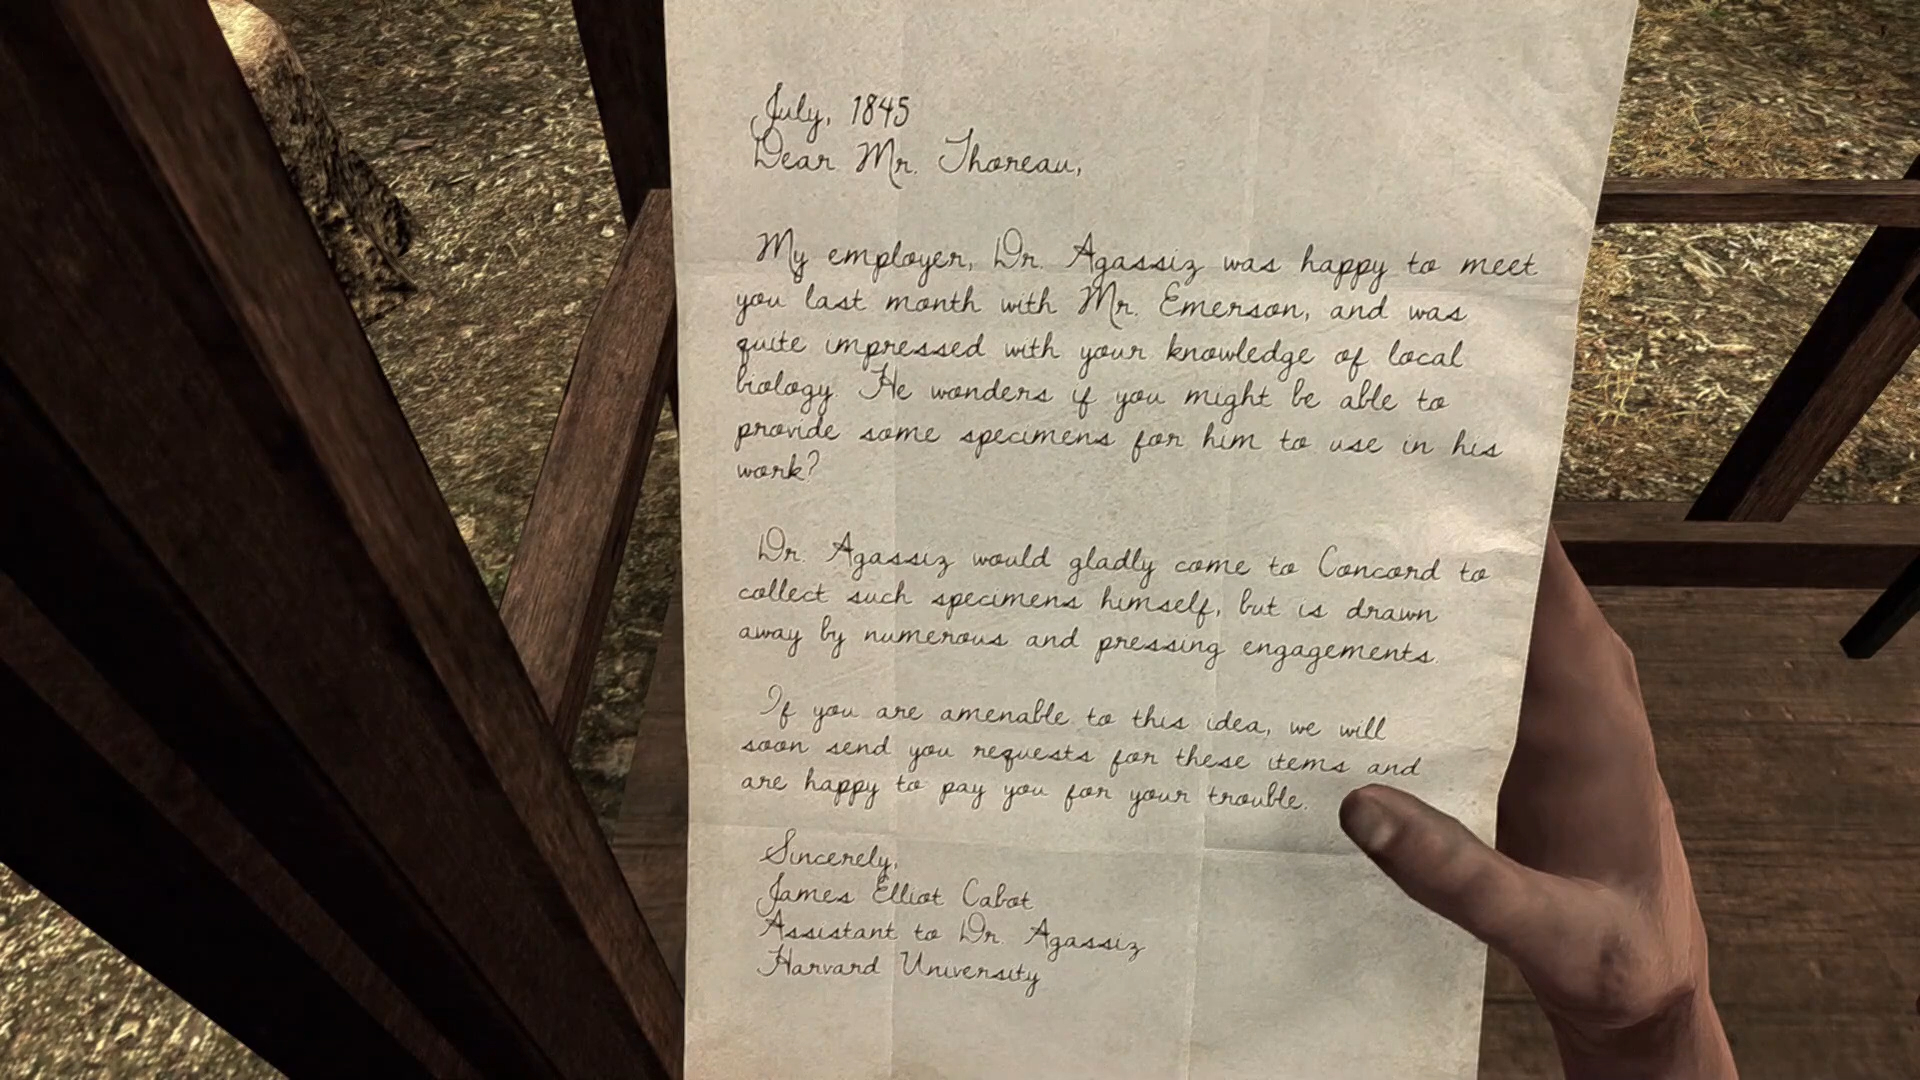 July, 1845
Dear Mr. Thoreau,
My employer, Dr. Agassiz was happy to meet
you last month with Mr. Emerson, and was
quite impressed with your knowledge of local
biology. He wonders if you might be able to
provide some specimens for him to use in his
work?
Dr. Agassiz would gladly come to Concord to
collect such specimens himself, but is drawn
away by numerous and pressing engagements.
If you are amenable to this idea, we will
soon send you requests for these items and
are happy to pay you for your trouble.
Sincerely,
James Elliot Cabot
Assistant to Dr. Agassiz
Harvard University